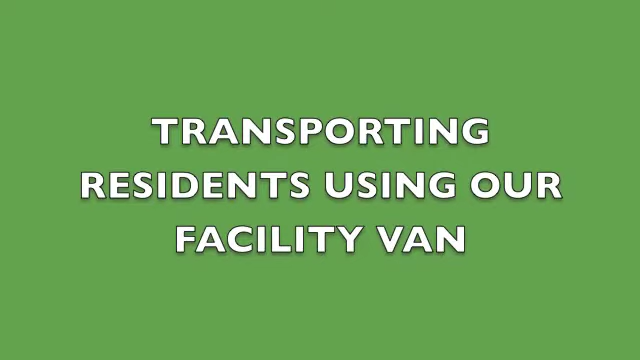 TRANSPORTING
RESIDENTS USING OUR
FACILITY VAN